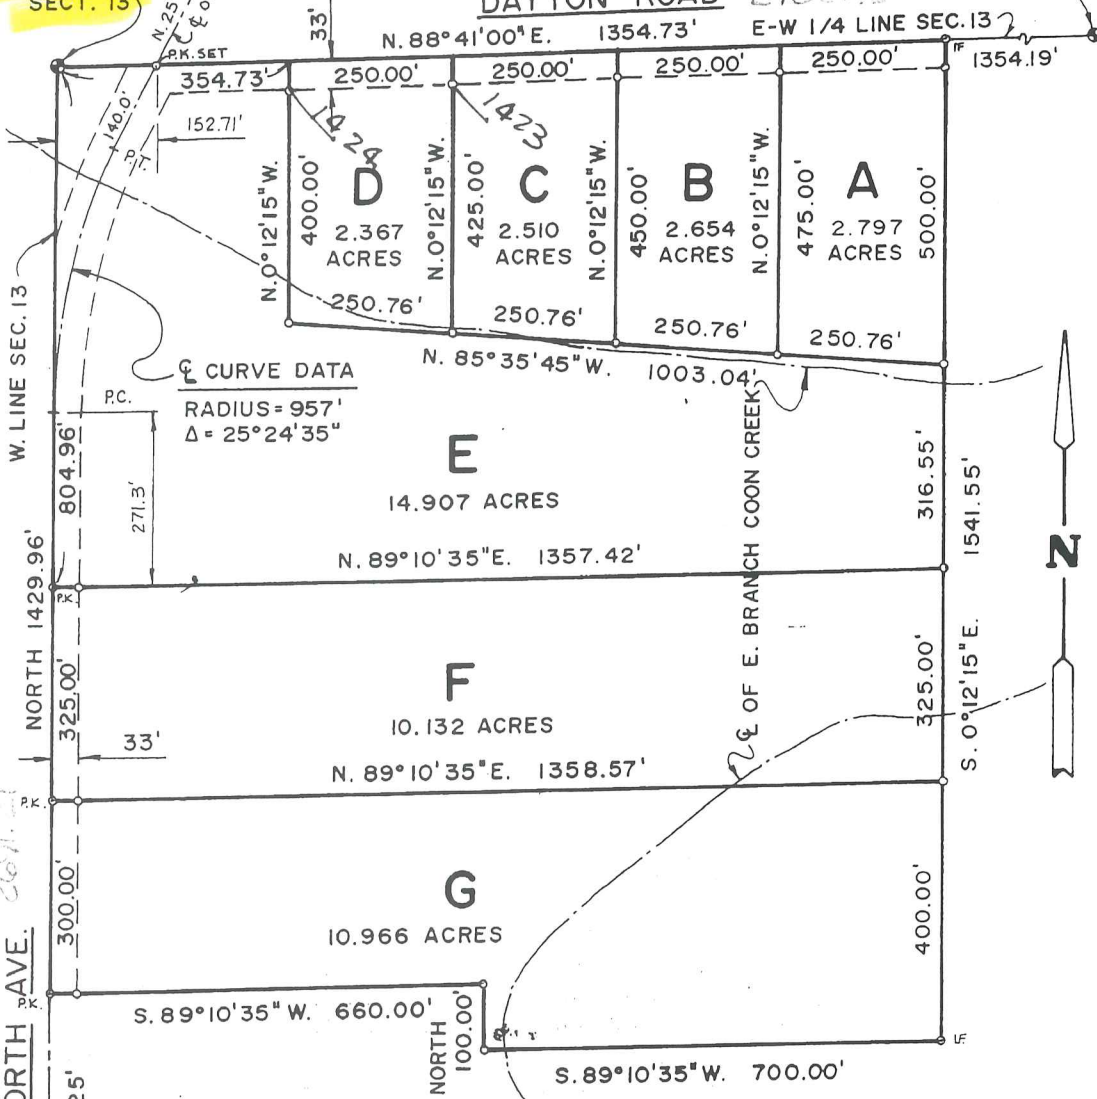 SECT. 13
N. 25
℄ O
P.K. SET
33'
DAYTON ROAD
N. 88°41'00" E. 1354.73'
E-W 1/4 LINE SEC. 13
IF
1354.19'
354.73'
250.00'
250.00'
250.00'
250.00'
140.0'
152.71'
P.T.
1424
1423
N. 0°12'15" W.
400.00'
D
2.367
ACRES
N. 0°12'15" W.
425.00'
C
2.510
ACRES
N. 0°12'15" W.
450.00'
B
2.654
ACRES
N. 0°12'15" W.
475.00'
A
2.797
ACRES
500.00'
250.76'
250.76'
250.76'
250.76'
N. 85°35'45" W. 1003.04'
W. LINE SEC. 13
℄ CURVE DATA
RADIUS = 957'
Δ = 25°24'35"
P.C.
804.96'
271.3'
E
14.907 ACRES
316.55'
1541.55'
N
℄ OF E. BRANCH COON CREEK
N. 89°10'35" E. 1357.42'
P.K.
NORTH 1429.96'
325.00'
F
10.132 ACRES
325.00'
S. 0°12'15" E.
33'
N. 89°10'35" E. 1358.57'
P.K.
300.00'
G
10.966 ACRES
400.00'
P.K.
ORTH AVE.
S. 89°10'35" W. 660.00'
NORTH
100.00'
I.F.
S. 89°10'35" W. 700.00'
25'